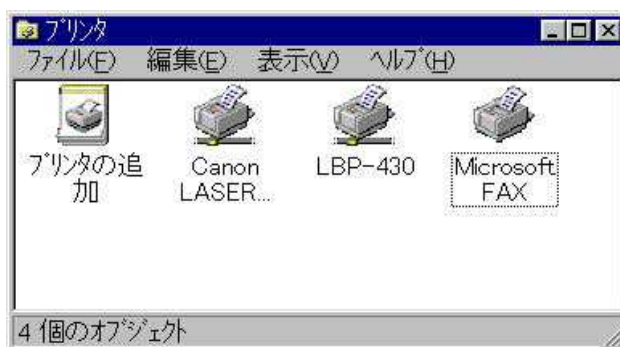 プリンタ
ファイル(F) 編集(E) 表示(V) ヘルプ(H)
プリンタの追加
Canon LASER...
LBP-430
Microsoft FAX
4 個のオブジェクト